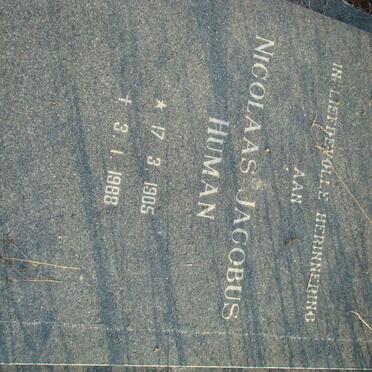 IN LIEFDEVOLLE HERINNERING
AAN
NICOLAAS JACOBUS
HUMAN
★ 17. 3. 1905
† 3. 1. 1988